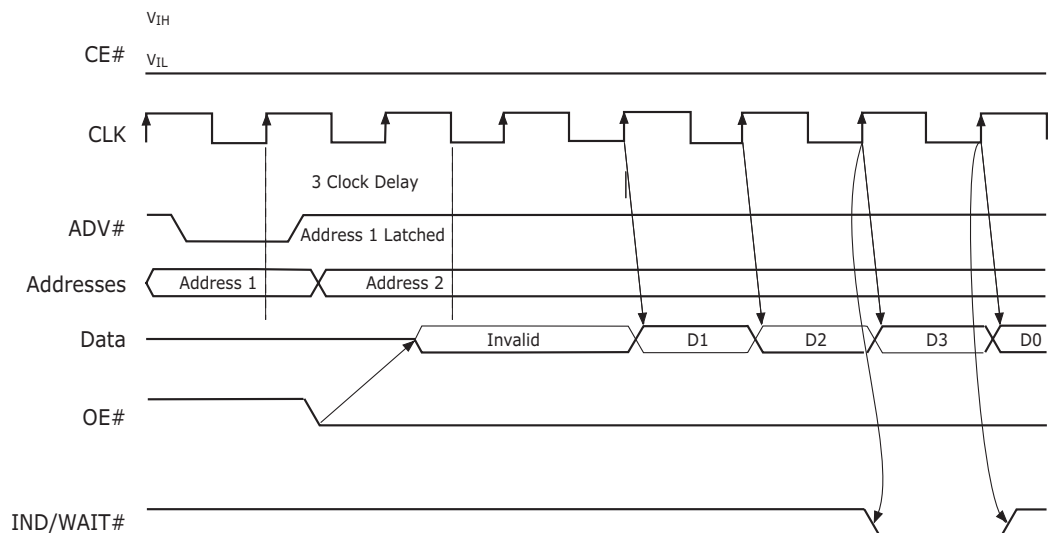 VIH
CE# VIL
CLK
3 Clock Delay
ADV# Address 1 Latched
Addresses Address 1 Address 2
Data Invalid D1 D2 D3 D0
OE#
IND/WAIT#